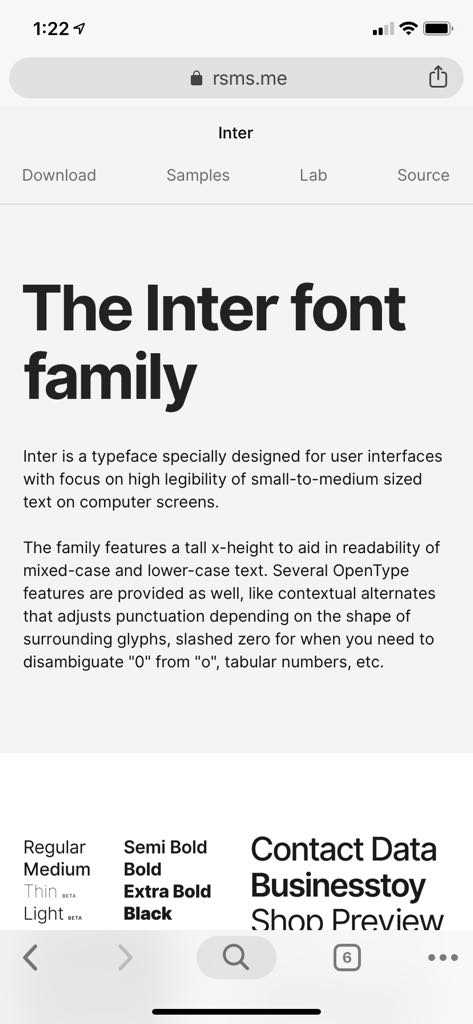 1:22
rsms.me
Inter
Download Samples Lab Source
The Inter font
family
Inter is a typeface specially designed for user interfaces
with focus on high legibility of small-to-medium sized
text on computer screens.
The family features a tall x-height to aid in readability of
mixed-case and lower-case text. Several OpenType
features are provided as well, like contextual alternates
that adjusts punctuation depending on the shape of
surrounding glyphs, slashed zero for when you need to
disambiguate "0" from "o", tabular numbers, etc.
Regular
Medium
Thin BETA
Light BETA
Semi Bold
Bold
Extra Bold
Black
Contact Data
Businesstoy
Shop Preview
6